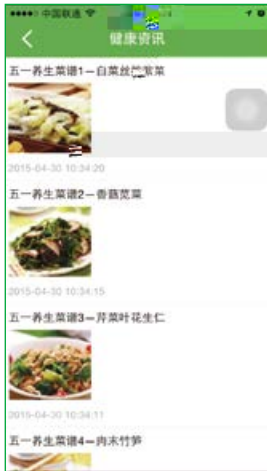 中国联通
健康资讯
五一养生菜谱1—白菜丝紫菜
2015-04-30 10:34:20
五一养生菜谱2—香菇苋菜
2015-04-30 10:34:15
五一养生菜谱3—芹菜叶花生仁
2015-04-30 10:34:11
五一养生菜谱4—肉末竹笋